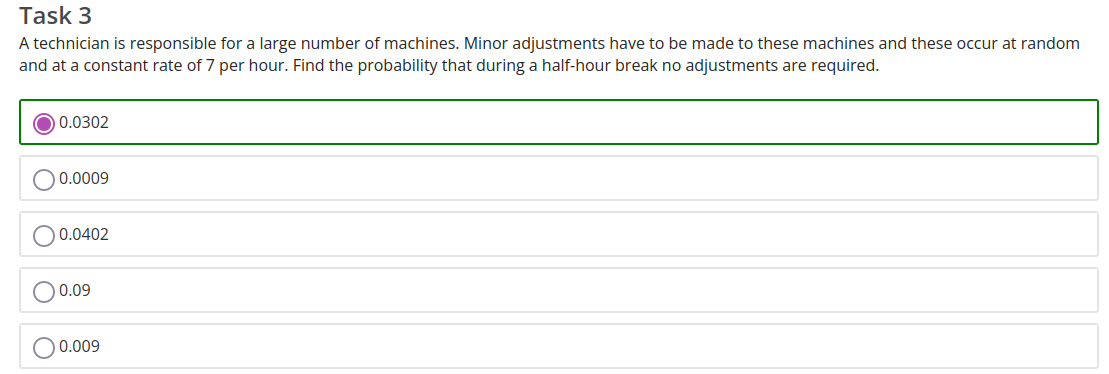 Task 3
A technician is responsible for a large number of machines. Minor adjustments have to be made to these machines and these occur at random
and at a constant rate of 7 per hour. Find the probability that during a half-hour break no adjustments are required.
0.0302
0.0009
0.0402
0.09
0.009